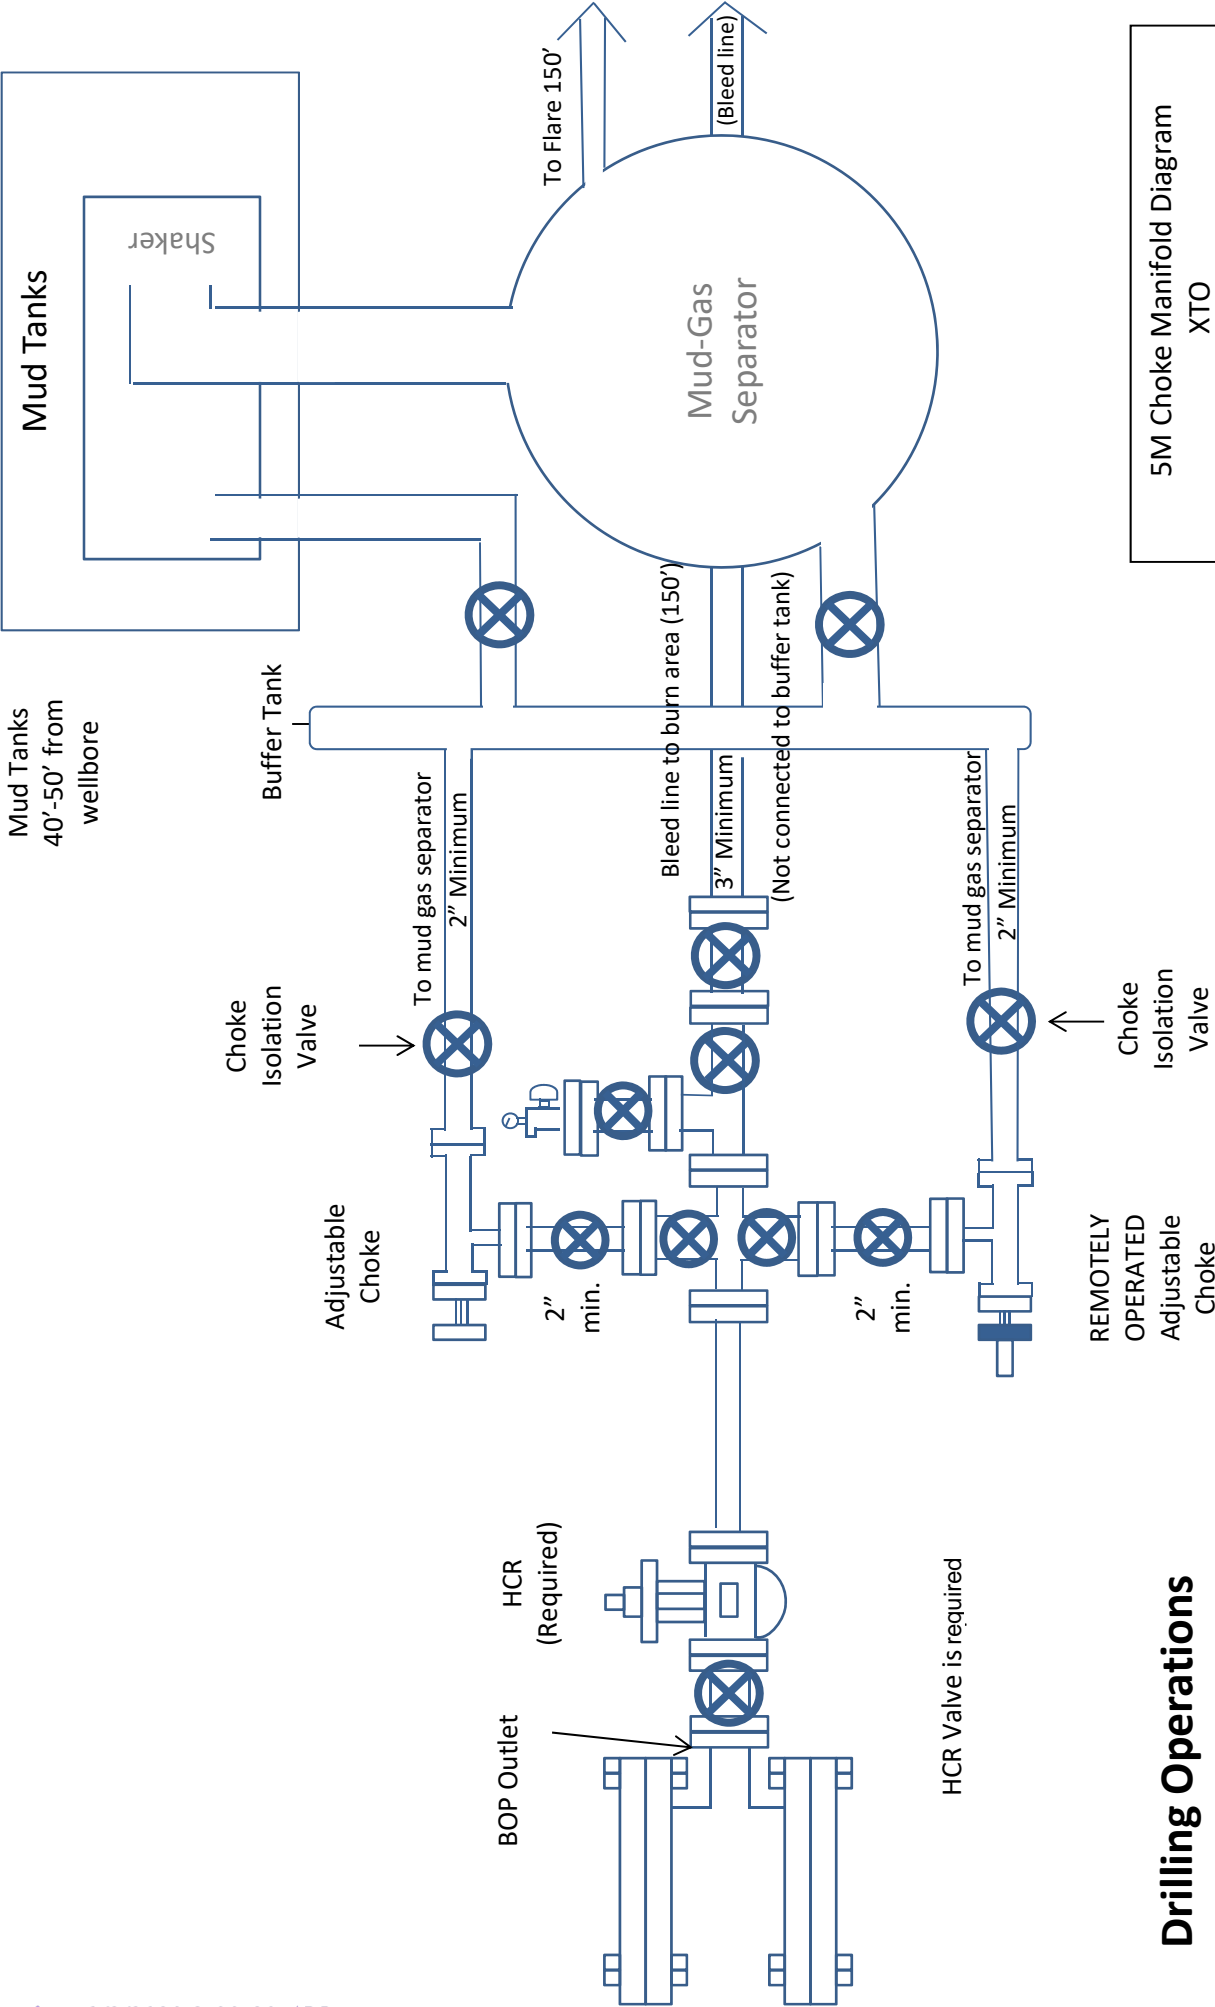 Mud Tanks
Shaker
Mud Tanks
40’-50’ from
wellbore
Buffer Tank
To Flare 150’
(Bleed line)
Mud-Gas
Separator
Choke
Isolation
Valve
To mud gas separator
2” Minimum
Bleed line to burn area (150’)
3” Minimum
(Not connected to buffer tank)
To mud gas separator
2” Minimum
Choke
Isolation
Valve
Adjustable
Choke
2”
min.
2”
min.
REMOTELY
OPERATED
Adjustable
Choke
HCR
(Required)
BOP Outlet
HCR Valve is required
Drilling Operations
5M Choke Manifold Diagram
XTO